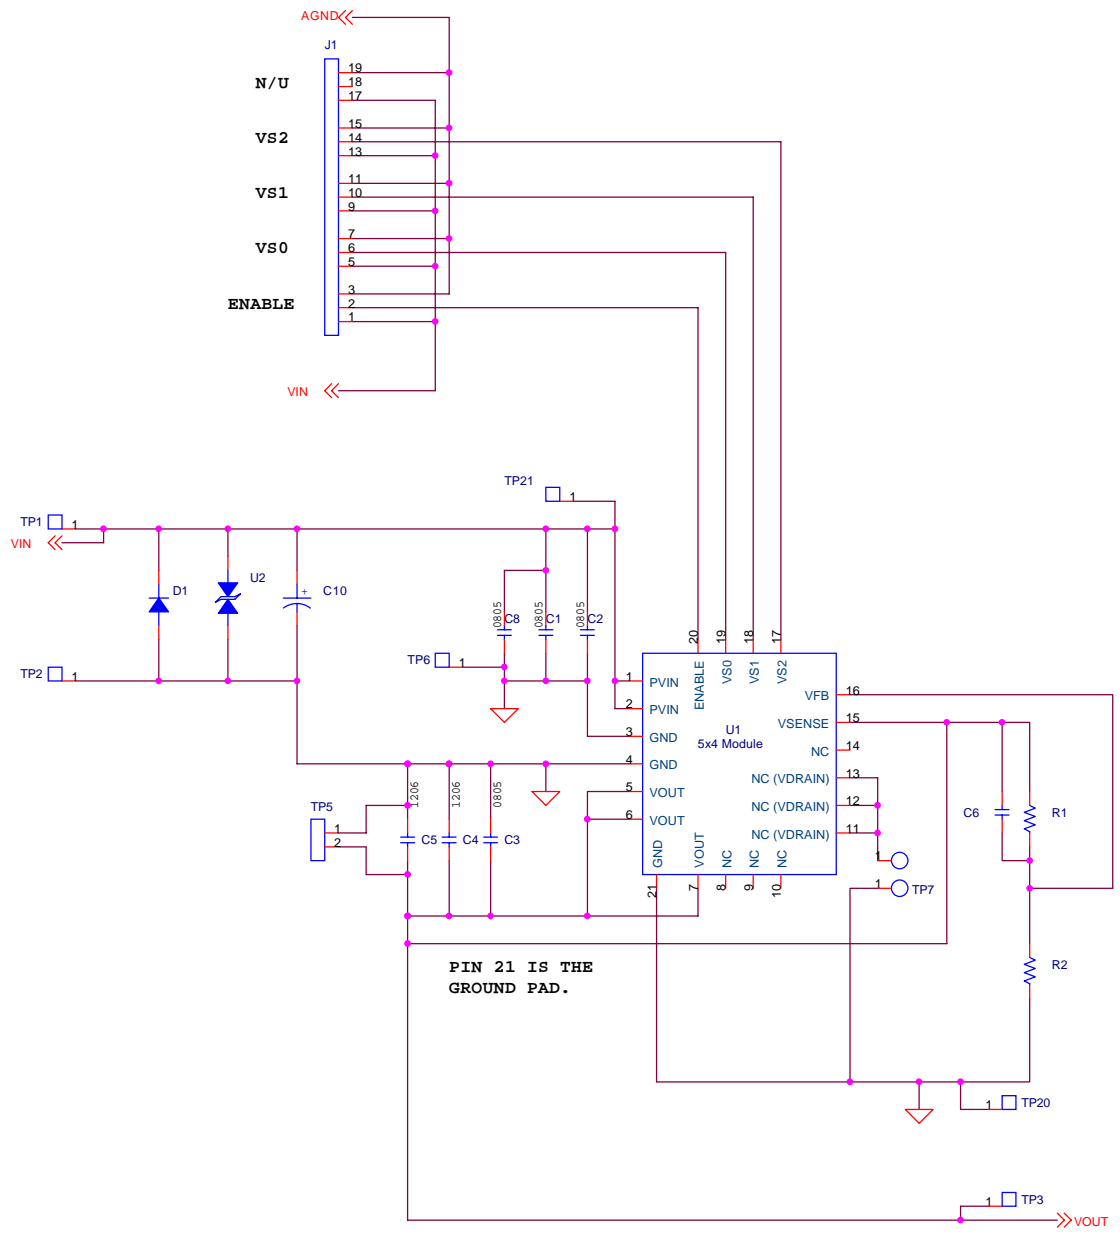 AGND
J1
19
N/U
18
17
15
VS2
14
13
11
VS1
10
9
7
VS0
6
5
3
ENABLE
2
1
VIN
TP21
1
TP1
1
VIN
D1
U2
+
C10
0805
C8
0805
C1
0805
C2
TP2
1
TP6
1
20
19
18
17
ENABLE
VS0
VS1
VS2
1
PVIN
2
PVIN
3
GND
4
GND
5
VOUT
6
VOUT
U1
5x4 Module
VFB
16
VSENSE
15
NC
14
NC (VDRAIN)
13
NC (VDRAIN)
12
NC (VDRAIN)
11
GND
VOUT
NC
NC
NC
21
7
8
9
10
1206
1206
0805
TP5
1
2
C5
C4
C3
C6
R1
1
1
TP7
PIN 21 IS THE
GROUND PAD.
R2
1
TP20
1
TP3
VOUT